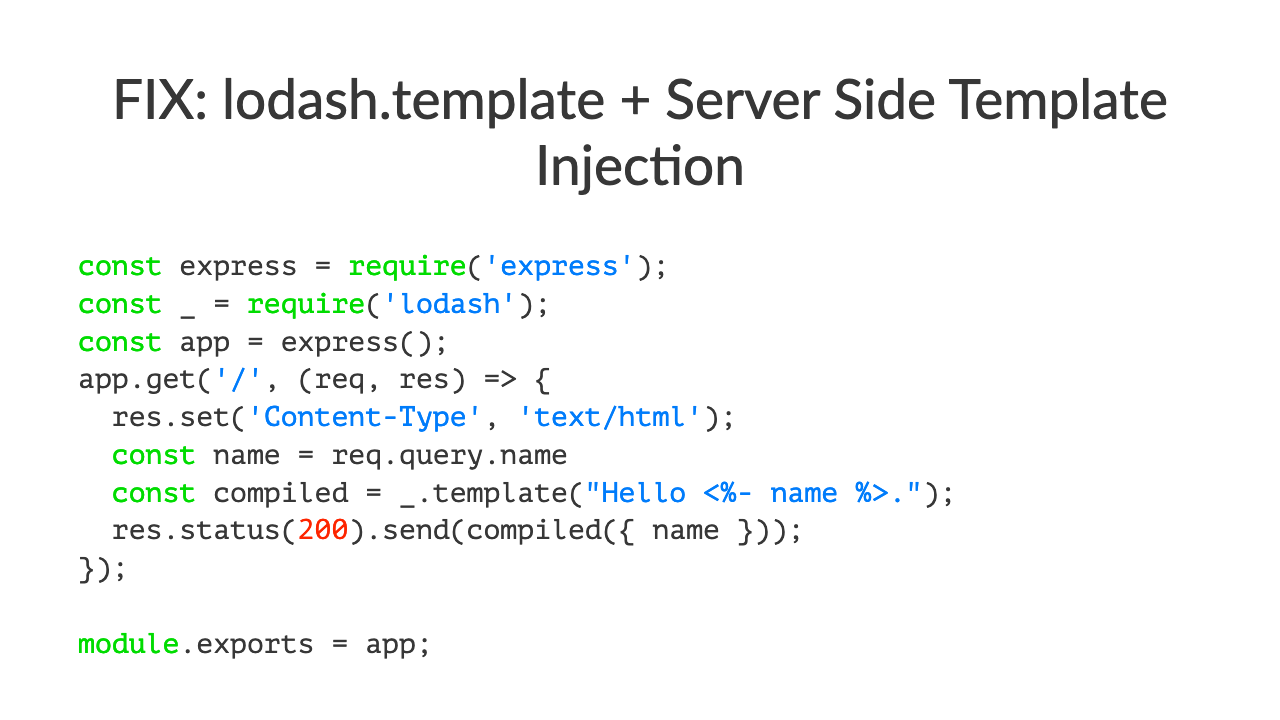 FIX: lodash.template + Server Side Template
Injection
const express = require('express');
const _ = require('lodash');
const app = express();
app.get('/', (req, res) => {
  res.set('Content-Type', 'text/html');
  const name = req.query.name
  const compiled = _.template("Hello <%- name %>.");
  res.status(200).send(compiled({ name }));
});
module.exports = app;